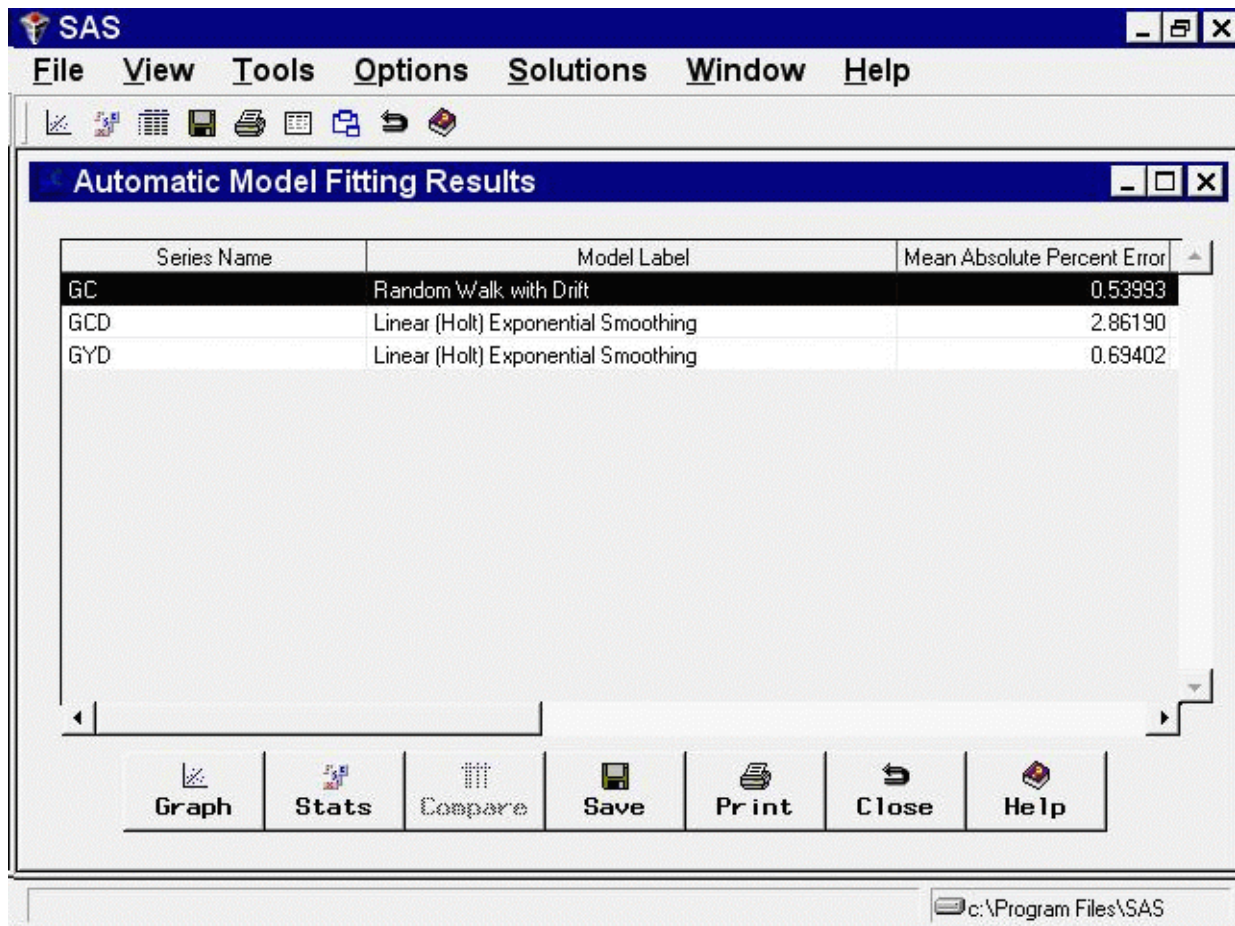 SAS
File View Tools Options Solutions Window Help
Automatic Model Fitting Results
Series Name Model Label Mean Absolute Percent Error
GC Random Walk with Drift 0.53993
GCD Linear (Holt) Exponential Smoothing 2.86190
GYD Linear (Holt) Exponential Smoothing 0.69402
Graph Stats Compare Save Print Close Help
c:\Program Files\SAS